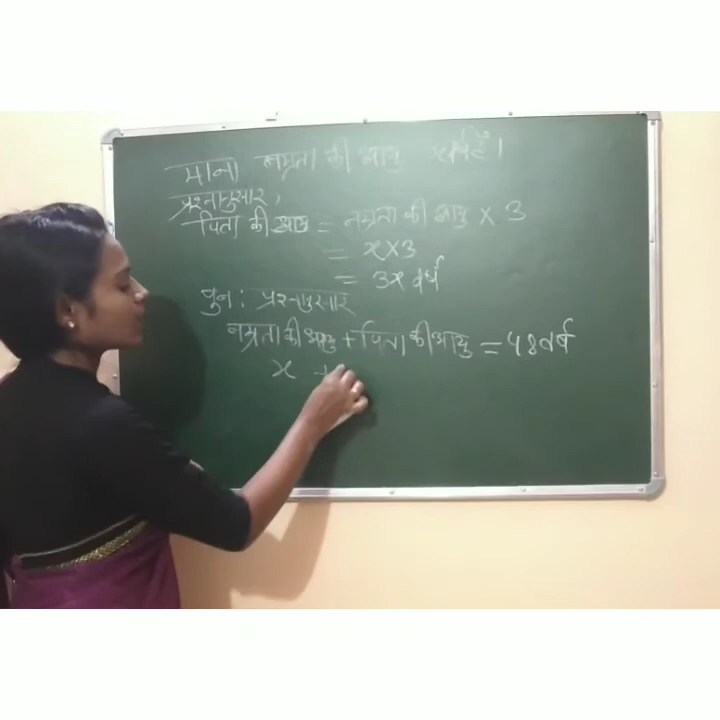 माना नम्रता की आयु x वर्ष है।
प्रश्नानुसार,
पिता की आयु = नम्रता की आयु × 3
= x×3
= 3x वर्ष
पुन: प्रश्नानुसार
नम्रता की आयु + पिता की आयु = 48 वर्ष
x +